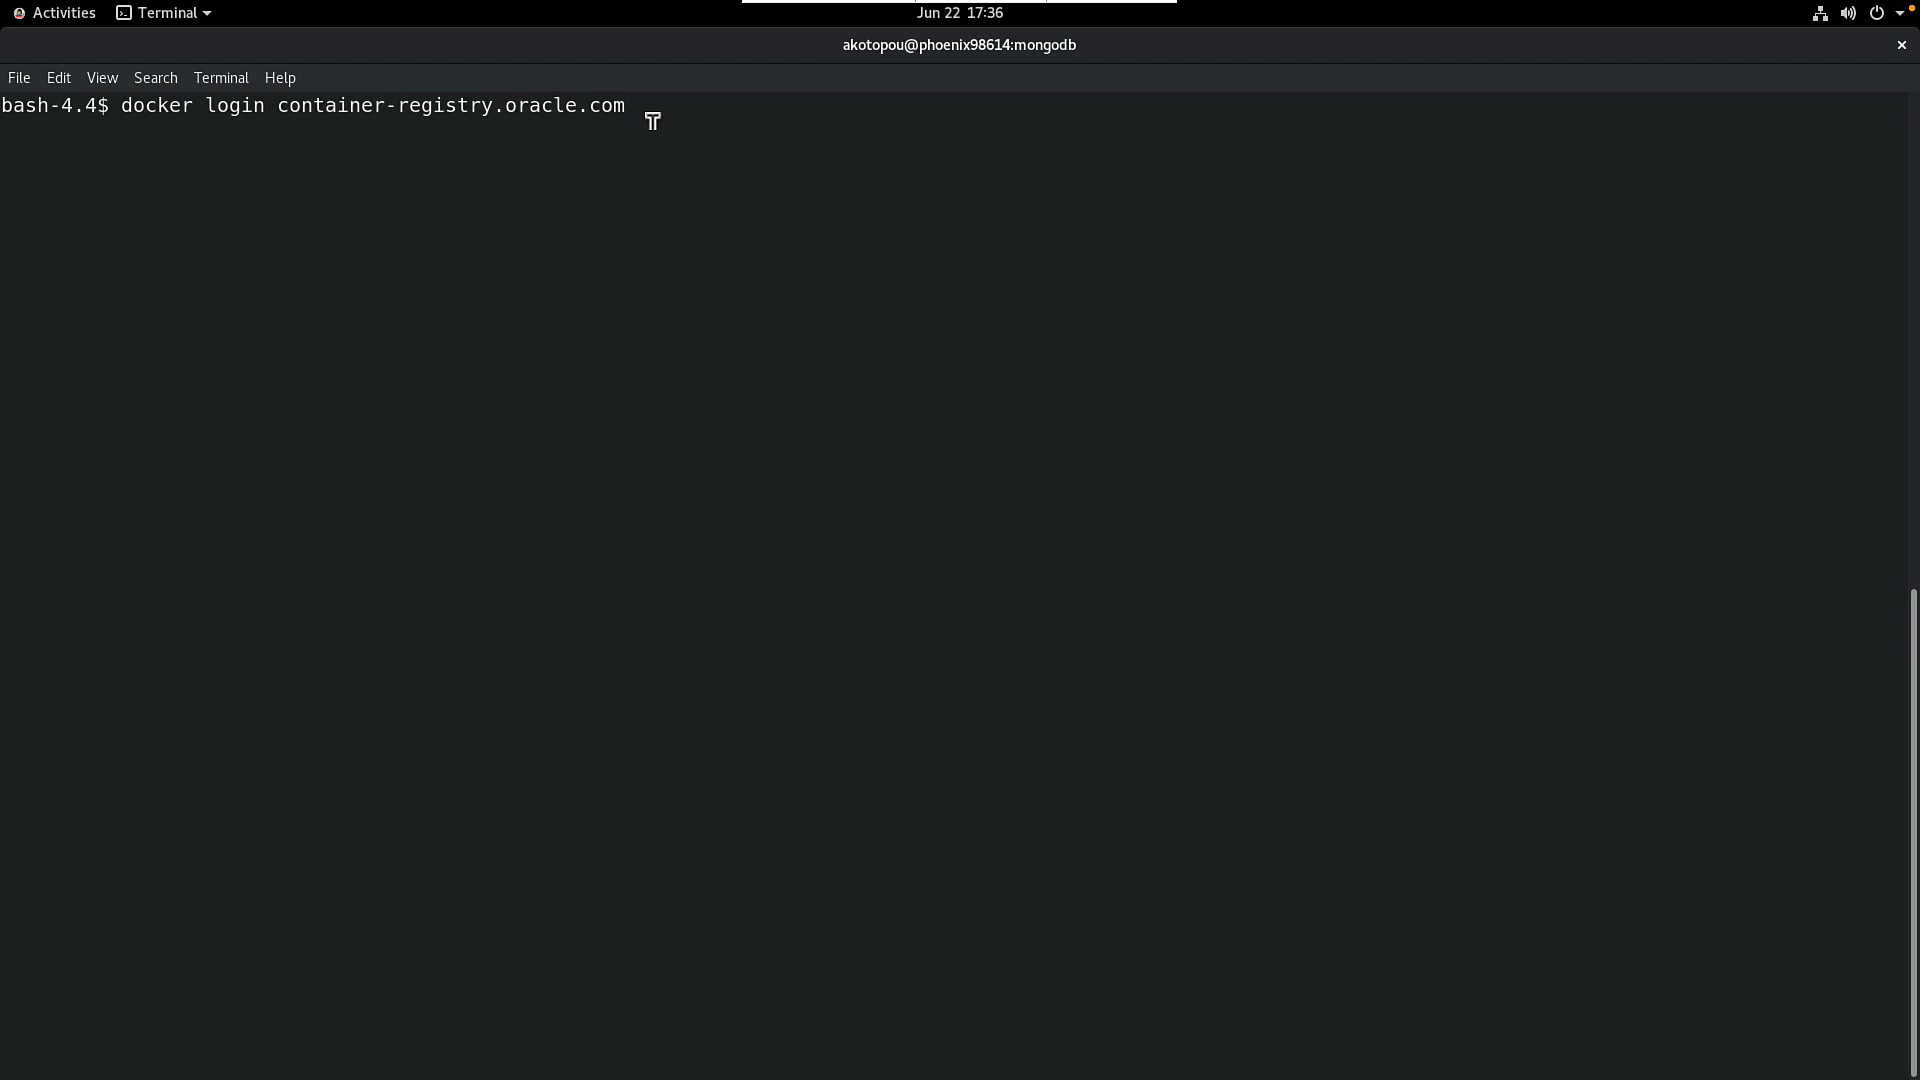 Activities Terminal Jun 22 17:36
akotopou@phoenix98614:mongodb
File Edit View Search Terminal Help
bash-4.4$ docker login container-registry.oracle.com